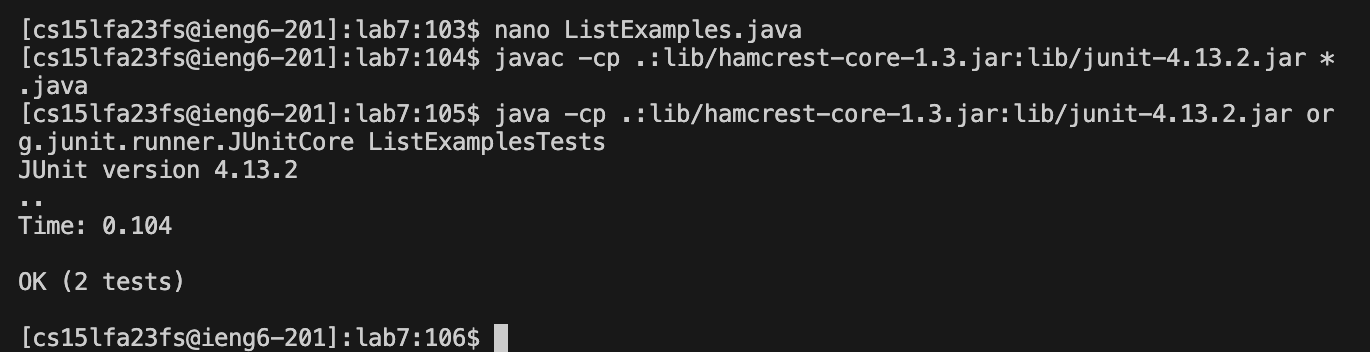 [cs15lfa23fs@ieng6-201]:lab7:103$ nano ListExamples.java
[cs15lfa23fs@ieng6-201]:lab7:104$ javac -cp .:lib/hamcrest-core-1.3.jar:lib/junit-4.13.2.jar *
.java
[cs15lfa23fs@ieng6-201]:lab7:105$ java -cp .:lib/hamcrest-core-1.3.jar:lib/junit-4.13.2.jar or
g.junit.runner.JUnitCore ListExamplesTests
JUnit version 4.13.2
..
Time: 0.104
OK (2 tests)
[cs15lfa23fs@ieng6-201]:lab7:106$